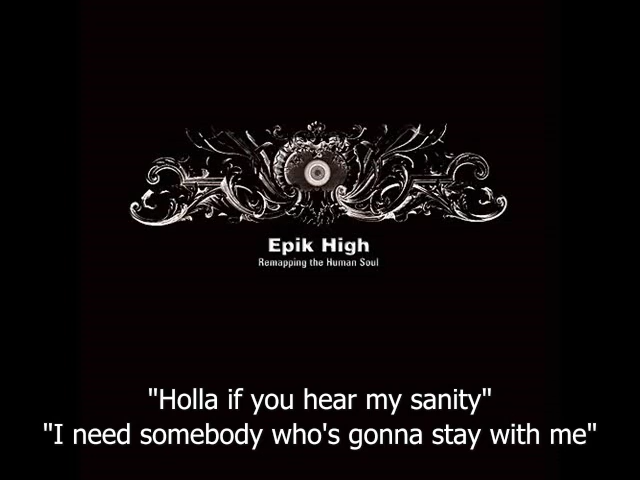 Epik High
Remapping the Human Soul
"Holla if you hear my sanity"
"I need somebody who's gonna stay with me"